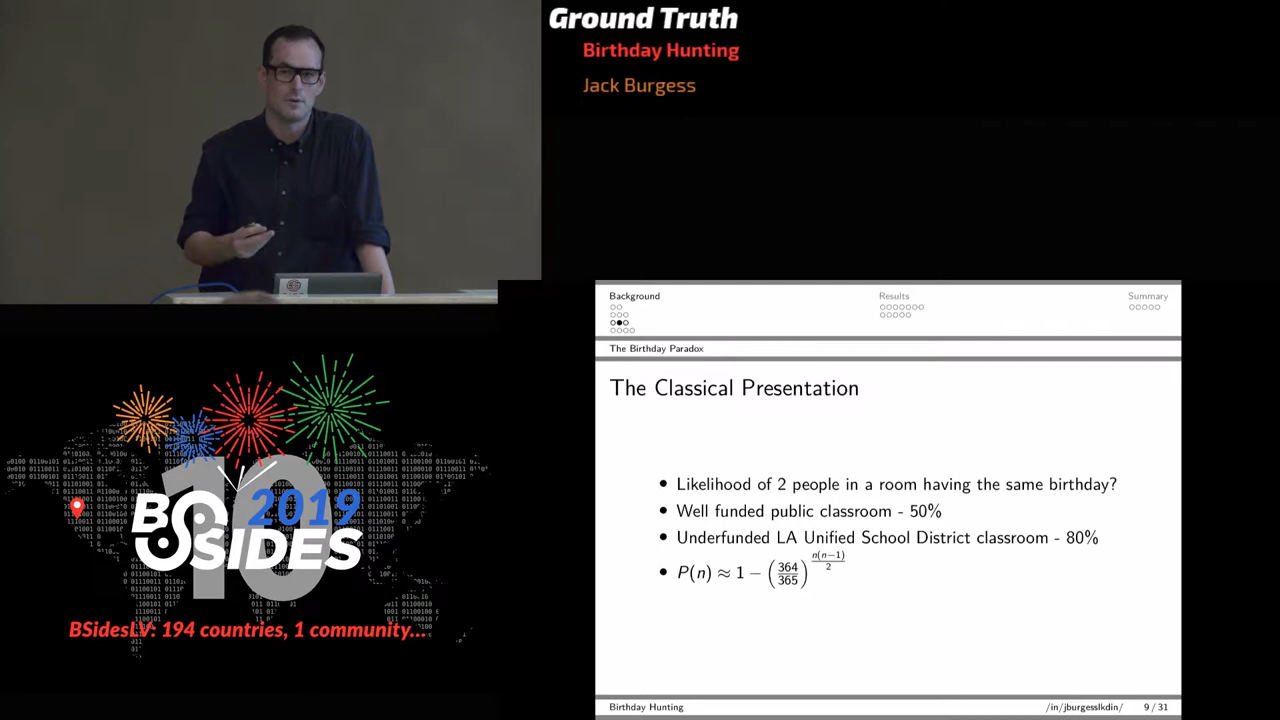 Ground Truth
Birthday Hunting
Jack Burgess
Background
Results
Summary
The Birthday Paradox
The Classical Presentation
• Likelihood of 2 people in a room having the same birthday?
• Well funded public classroom - 50%
• Underfunded LA Unified School District classroom - 80%
• P(n) ≈ 1 − (364/365)^(n(n−1)/2)
Birthday Hunting
/in/jburgesslkdin/
9 / 31
10
2019
BSIDES
BSidesLV: 194 countries, 1 community...